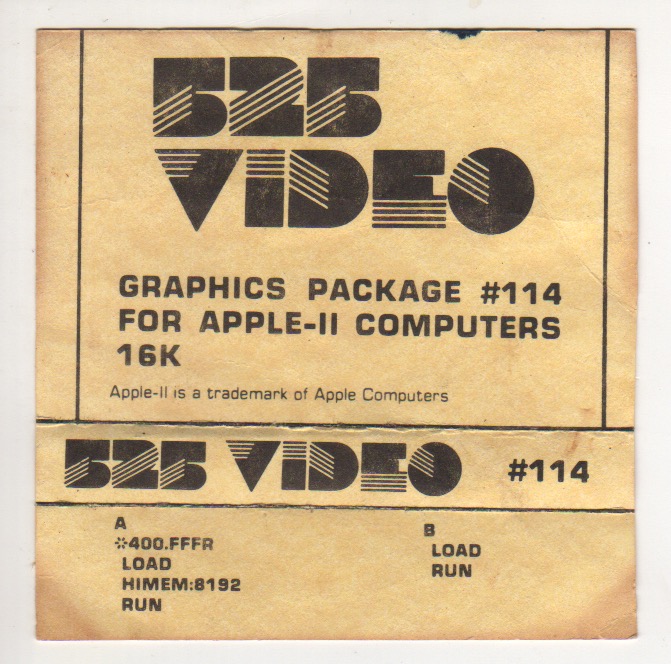 525
VIDEO
GRAPHICS PACKAGE #114
FOR APPLE-II COMPUTERS
16K
Apple-II is a trademark of Apple Computers
525 VIDEO #114
A
*400.FFFR
LOAD
HIMEM:8192
RUN
B
LOAD
RUN